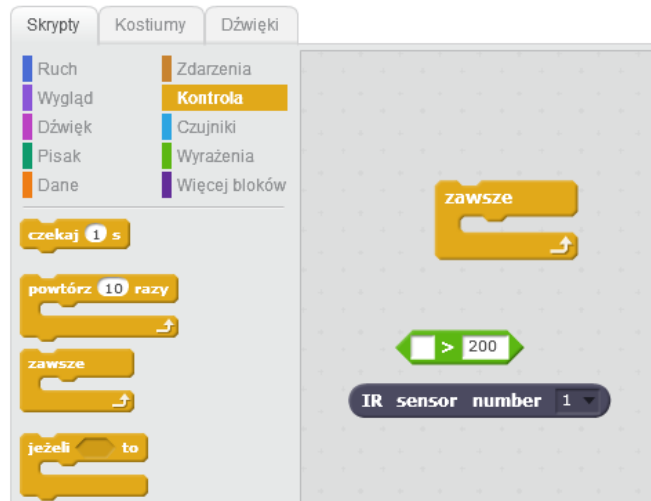 Skrypty Kostiumy Dźwięki
Ruch Zdarzenia
Wygląd Kontrola
Dźwięk Czujniki
Pisak Wyrażenia
Dane Więcej bloków
czekaj 1 s
powtórz 10 razy
zawsze
jeżeli to
zawsze
> 200
IR sensor number 1